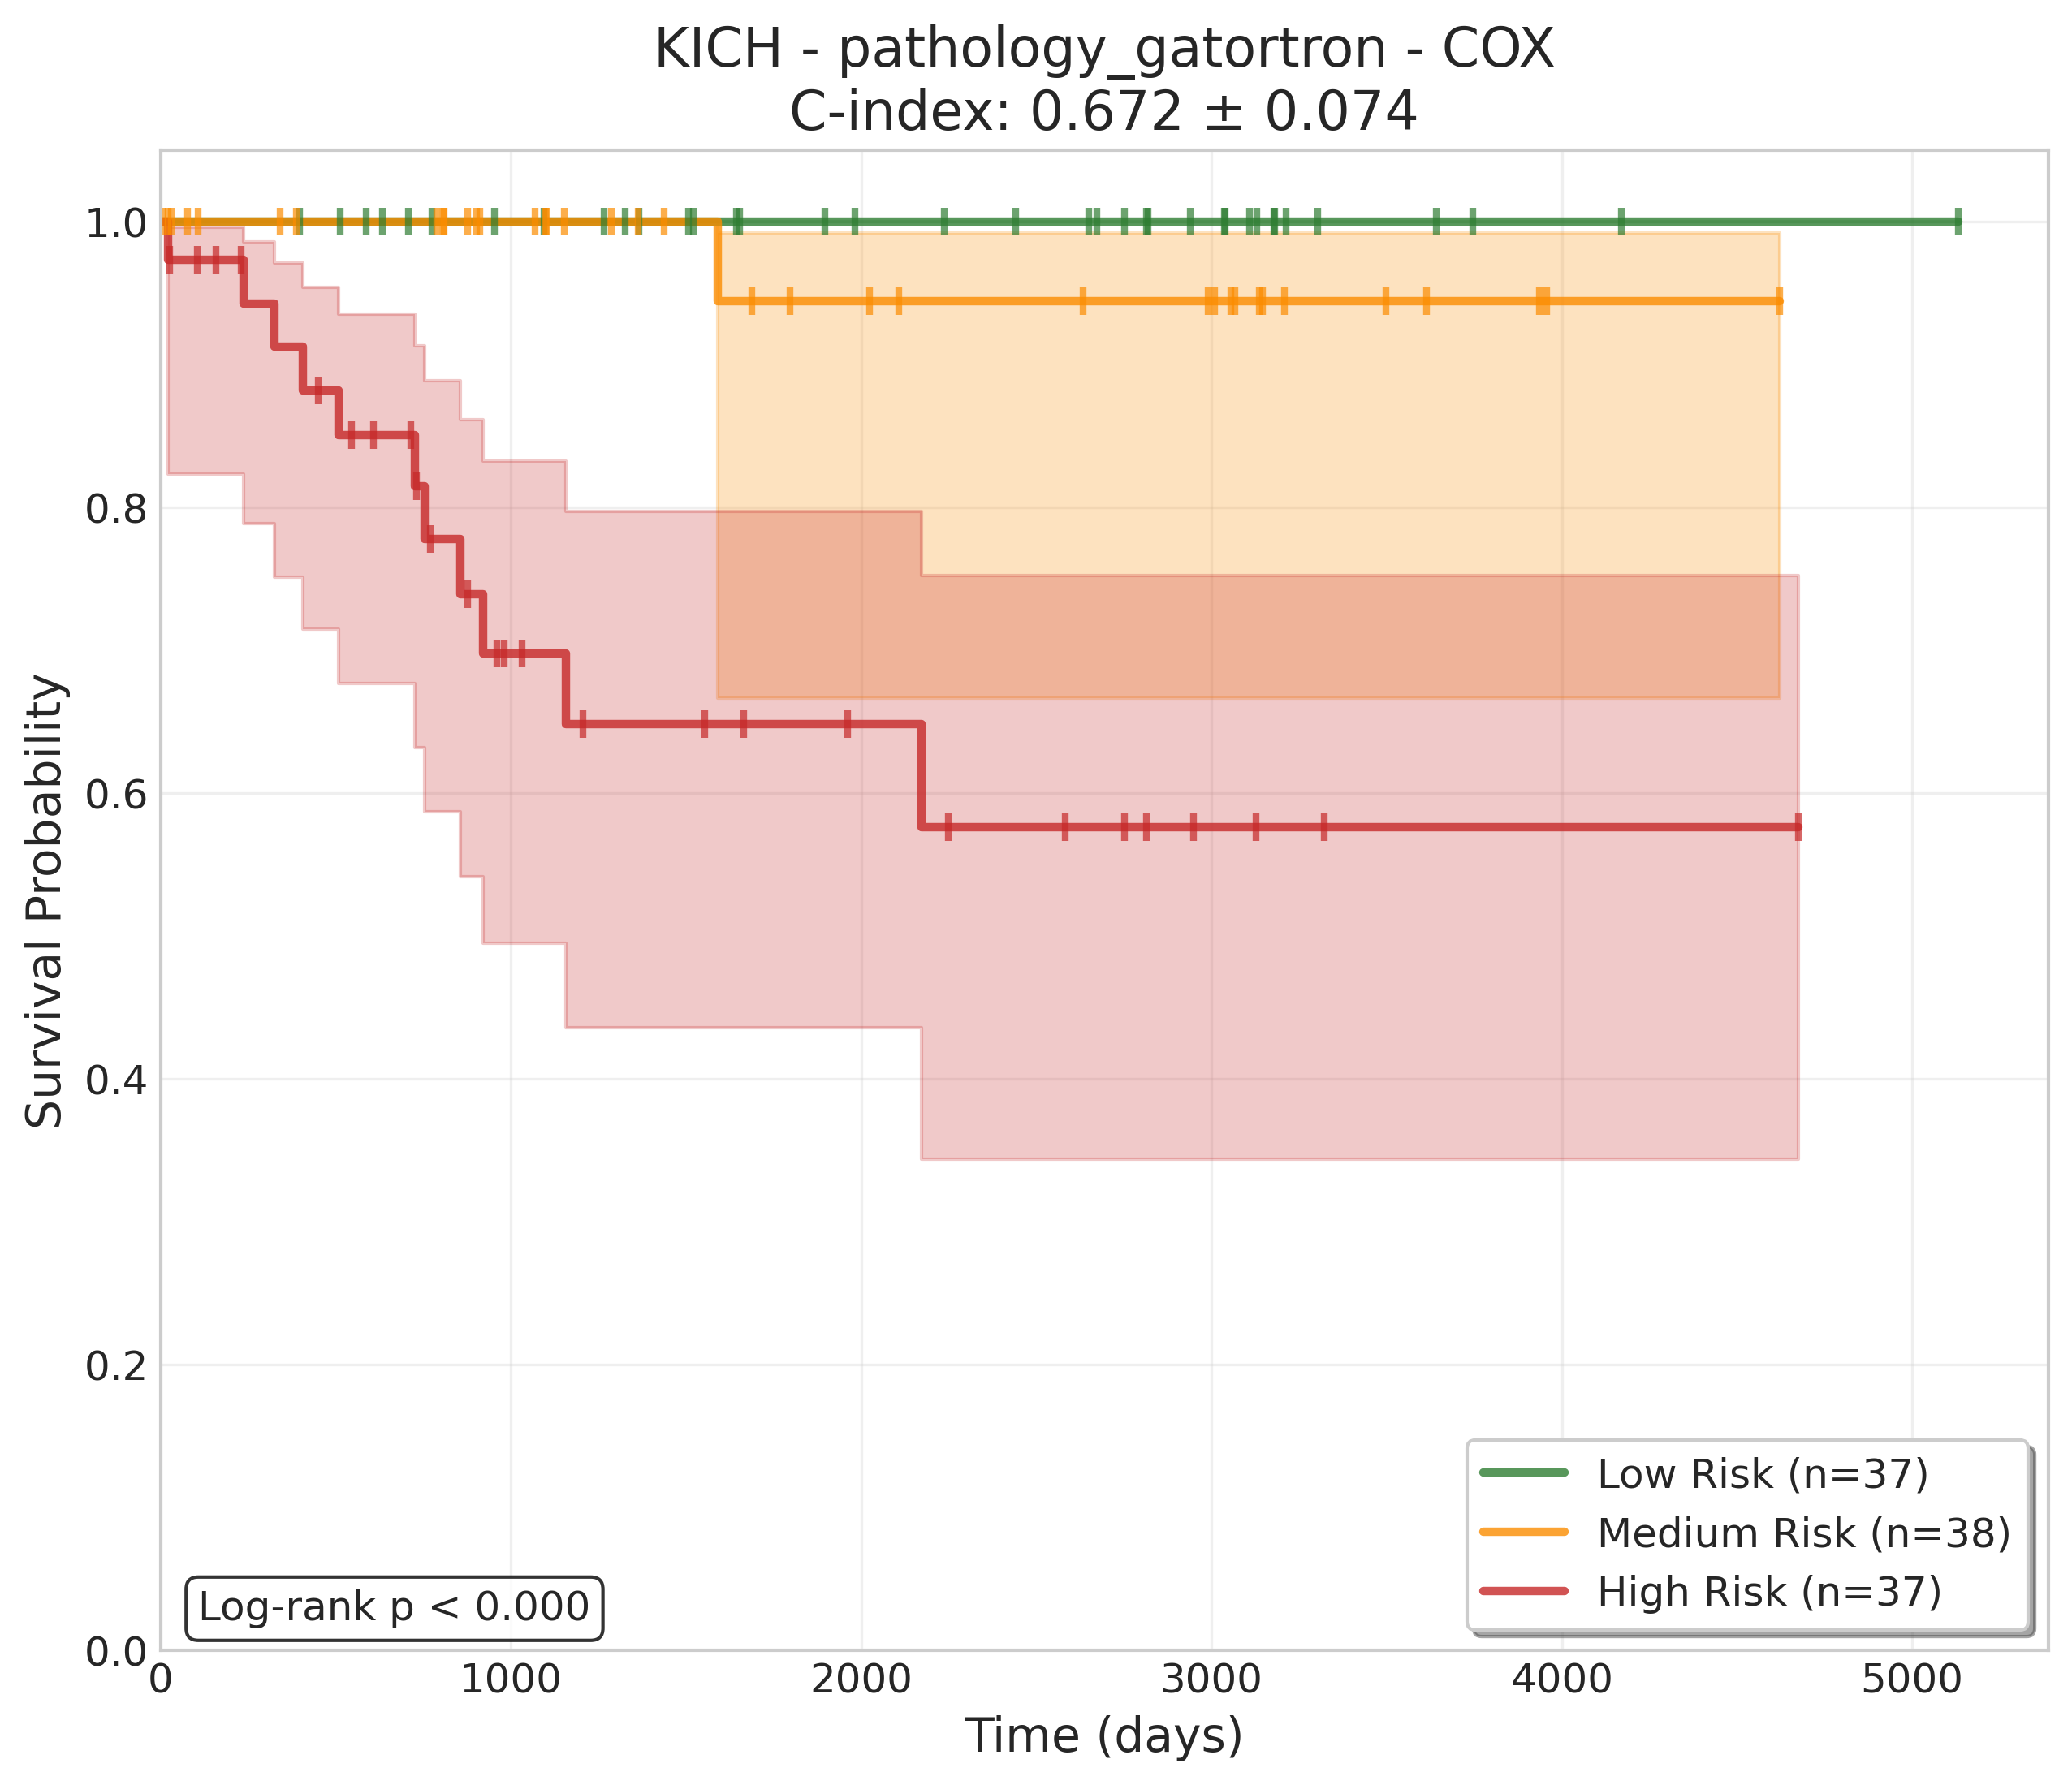 KICH - pathology_gatortron - COX
C-index: 0.672 ± 0.074
Survival Probability
1.0
0.8
0.6
0.4
0.2
0.0
0
1000
2000
3000
4000
5000
Time (days)
Log-rank p < 0.000
Low Risk (n=37)
Medium Risk (n=38)
High Risk (n=37)